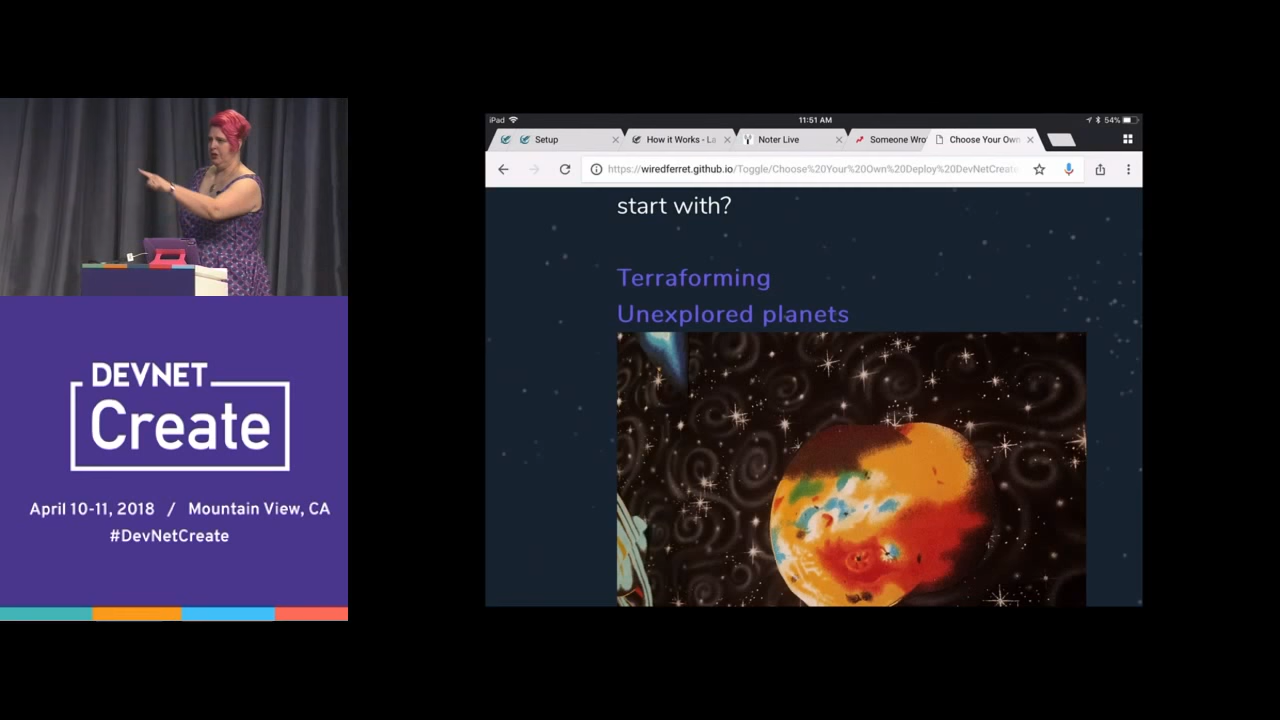 DEVNET
Create
April 10-11, 2018 / Mountain View, CA
#DevNetCreate
iPad
11:51 AM
54%
Setup
How it Works - La
Noter Live
Someone Wro
Choose Your Own
https://wiredferret.github.io/Toggle/Choose%20Your%20Own%20Deploy%20DevNetCreate
start with?
Terraforming
Unexplored planets